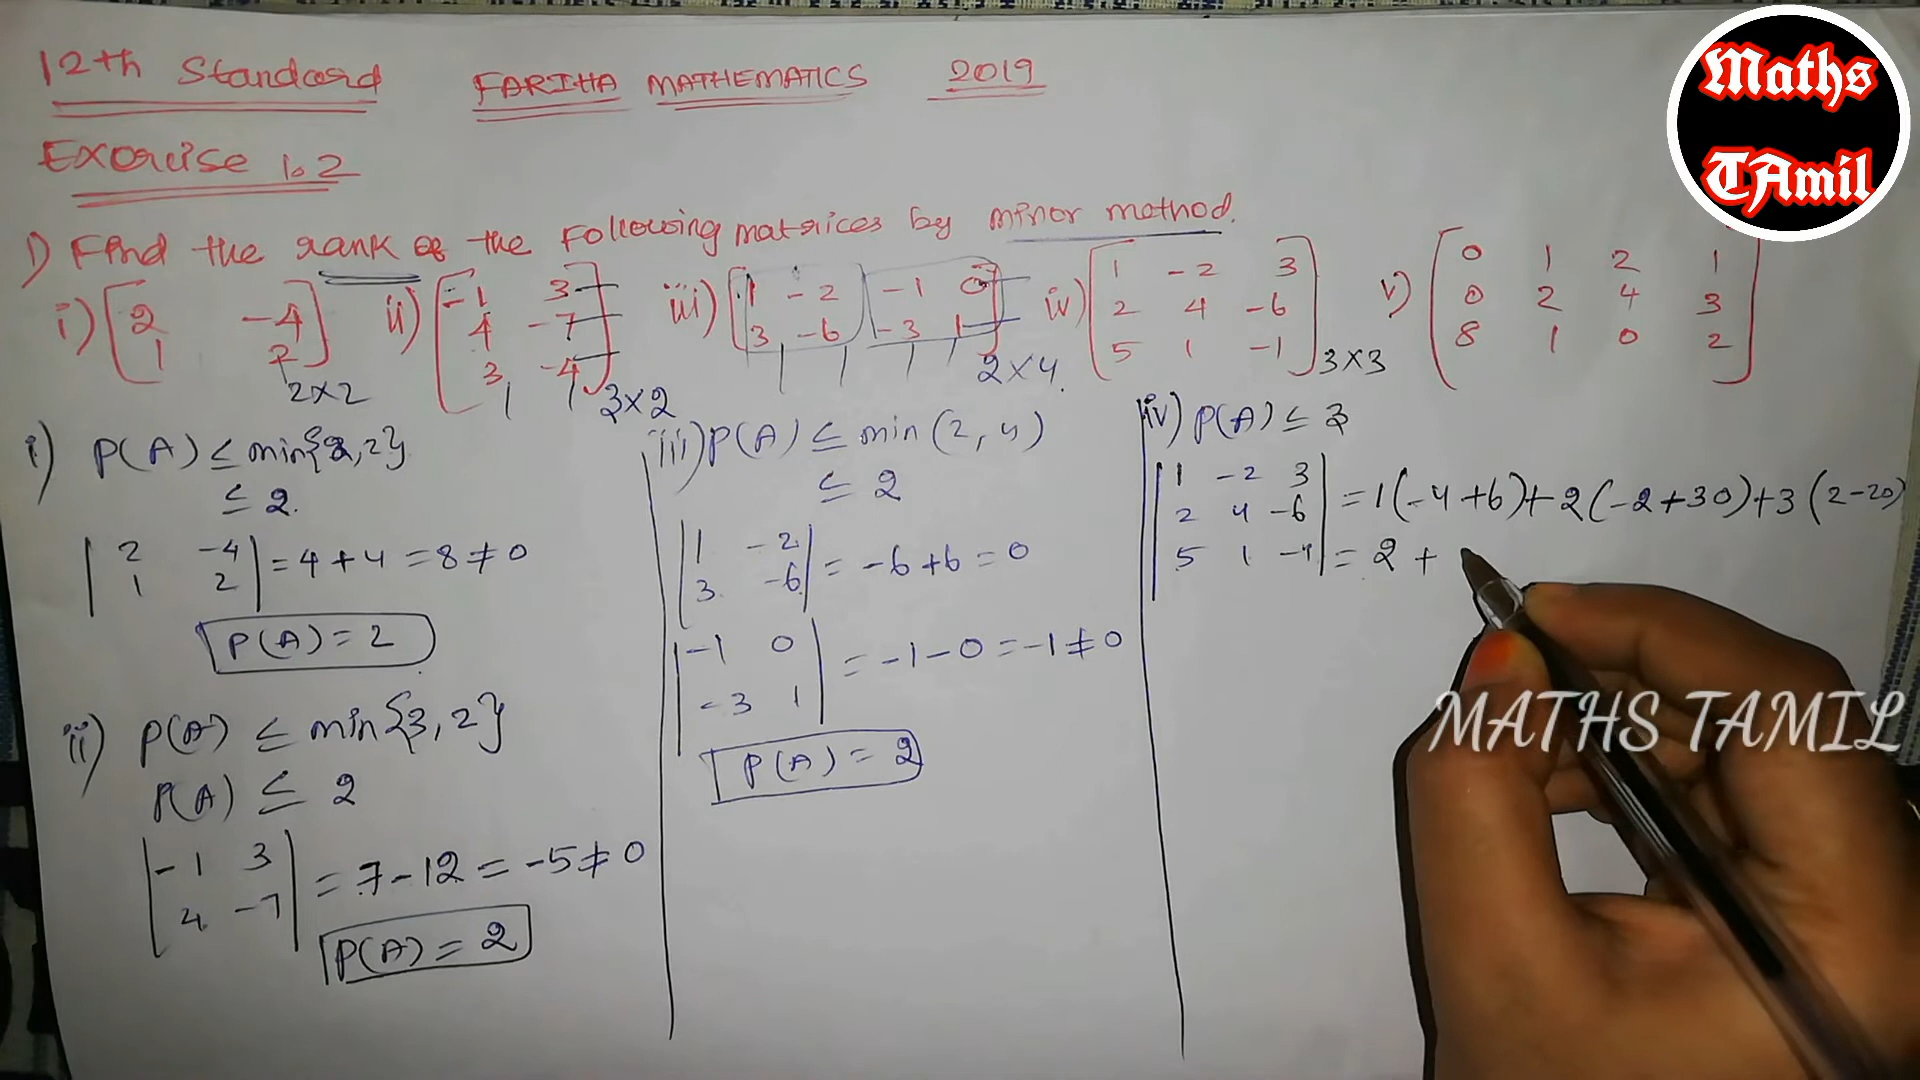 12th Standard FARITHA MATHEMATICS 2019
Exercise 1.2
Maths
TAmil
1) Find the rank of the following matrices by minor method.
i) [2 -4
1 2] 2×2
ii) [-1 3
4 -7
3 -4] 3×2
iii) [1 -2 -1 0
3 -6 -3 1] 2×4
iv) [1 -2 3
2 4 -6
5 1 -1] 3×3
v) [0 1 2 1
0 2 4 3
8 1 0 2]
i) P(A) ≤ min{2,2}
≤ 2.
|2 -4
1 2| = 4+4 = 8 ≠ 0
P(A) = 2
ii) P(A) ≤ min{3,2}
P(A) ≤ 2
|-1 3
4 -7| = 7-12 = -5 ≠ 0
P(A) = 2
iii) P(A) ≤ min(2,4)
≤ 2
|1 -2
3 -6| = -6+6 = 0
|-1 0
-3 1| = -1-0 = -1 ≠ 0
P(A) = 2
iv) P(A) ≤ 3
|1 -2 3
2 4 -6
5 1 -1| = 1(-4+6)+2(-2+30)+3(2-20)
= 2 +
MATHS TAMIL